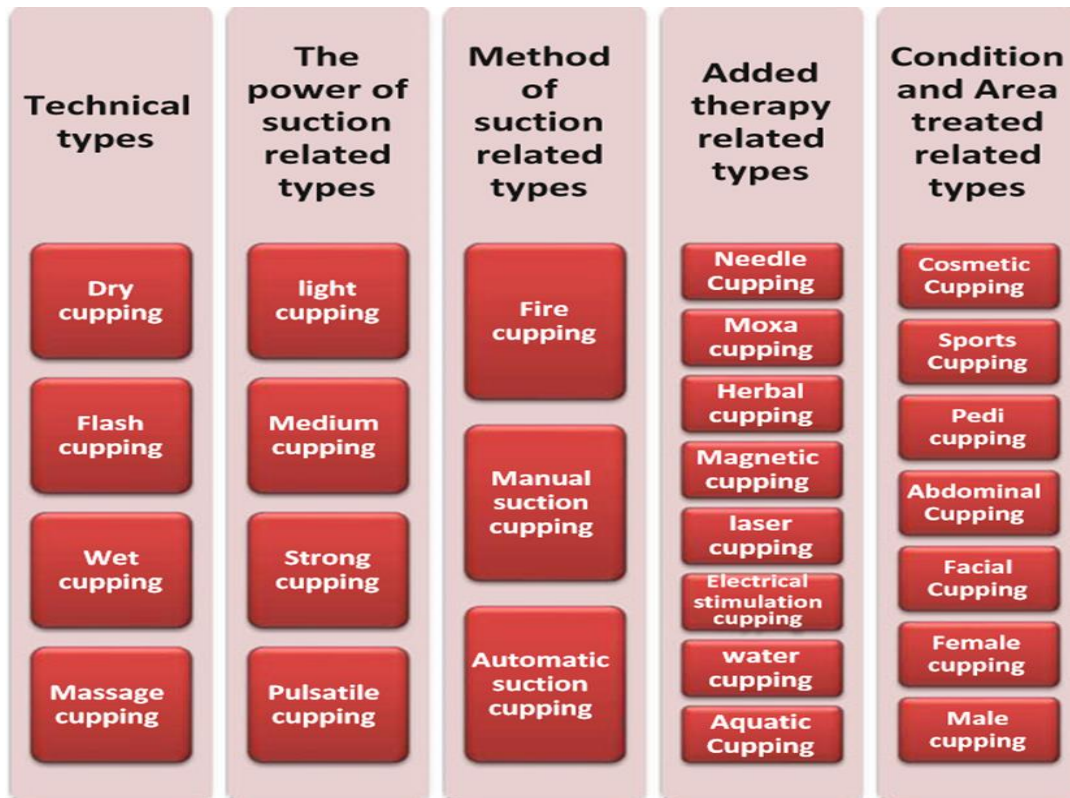 Technical
types
Dry
cupping
Flash
cupping
Wet
cupping
Massage
cupping
The
power of
suction
related
types
light
cupping
Medium
cupping
Strong
cupping
Pulsatile
cupping
Method
of
suction
related
types
Fire
cupping
Manual
suction
cupping
Automatic
suction
cupping
Added
therapy
related
types
Needle
Cupping
Moxa
cupping
Herbal
cupping
Magnetic
cupping
laser
cupping
Electrical
stimulation
cupping
water
cupping
Aquatic
Cupping
Condition
and Area
treated
related
types
Cosmetic
Cupping
Sports
Cupping
Pedi
cupping
Abdominal
Cupping
Facial
Cupping
Female
cupping
Male
cupping